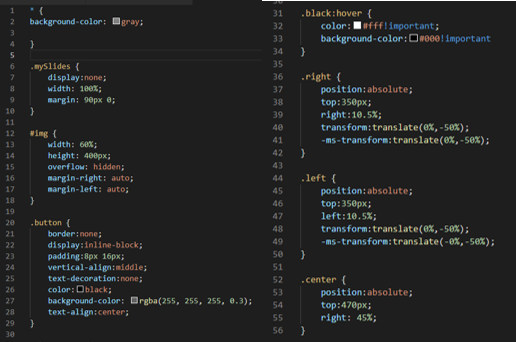 1 * {
2 background-color: gray;
3
4 }
5
6 .mySlides {
7 display:none;
8 width: 100%;
9 margin: 90px 0;
10 }
11
12 #img {
13 width: 60%;
14 height: 400px;
15 overflow: hidden;
16 margin-right: auto;
17 margin-left: auto;
18 }
19
20 .button {
21 border:none;
22 display:inline-block;
23 padding:8px 16px;
24 vertical-align:middle;
25 text-decoration:none;
26 color:black;
27 background-color: rgba(255, 255, 255, 0.3);
28 text-align:center;
29 }
30
31 .black:hover {
32 color:#fff!important;
33 background-color:#000!important
34 }
35
36 .right {
37 position:absolute;
38 top:350px;
39 right:10.5%;
40 transform:translate(0%,-50%);
41 -ms-transform:translate(0%,-50%);
42 }
43
44 .left {
45 position:absolute;
46 top:350px;
47 left:10.5%;
48 transform:translate(0%,-50%);
49 -ms-transform:translate(-0%,-50%);
50 }
51
52 .center {
53 position:absolute;
54 top:470px;
55 right: 45%;
56 }